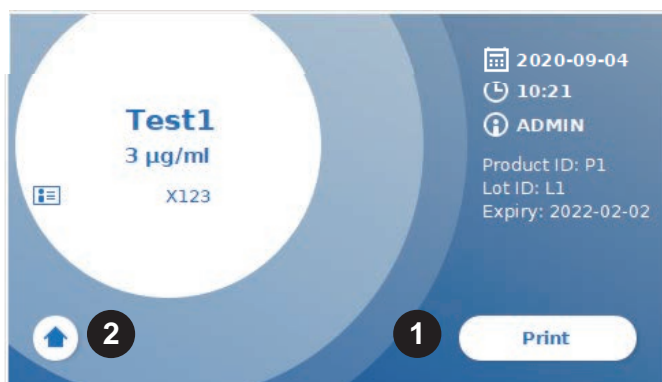 Test1
3 µg/ml
X123
2020-09-04
10:21
ADMIN
Product ID: P1
Lot ID: L1
Expiry: 2022-02-02
2
1
Print